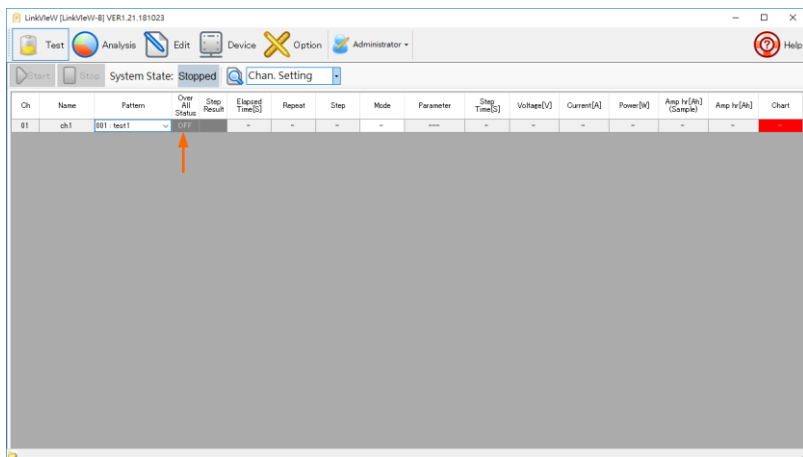 LinkVIeW [LinkVIeW-B] VER1.21.181023
Test Analysis Edit Device Option Administrator Help
Start Stop System State: Stopped Chan. Setting
Ch Name Pattern Over All Status Step Result Elapsed Time[S] Repeat Step Mode Parameter Step Time[S] Voltage[V] Current[A] Power[W] Amp hr[Ah] (Sample) Amp hr[Ah] Chart
01 ch1 001 : test1 OFF - - - - --- - - - - - - -